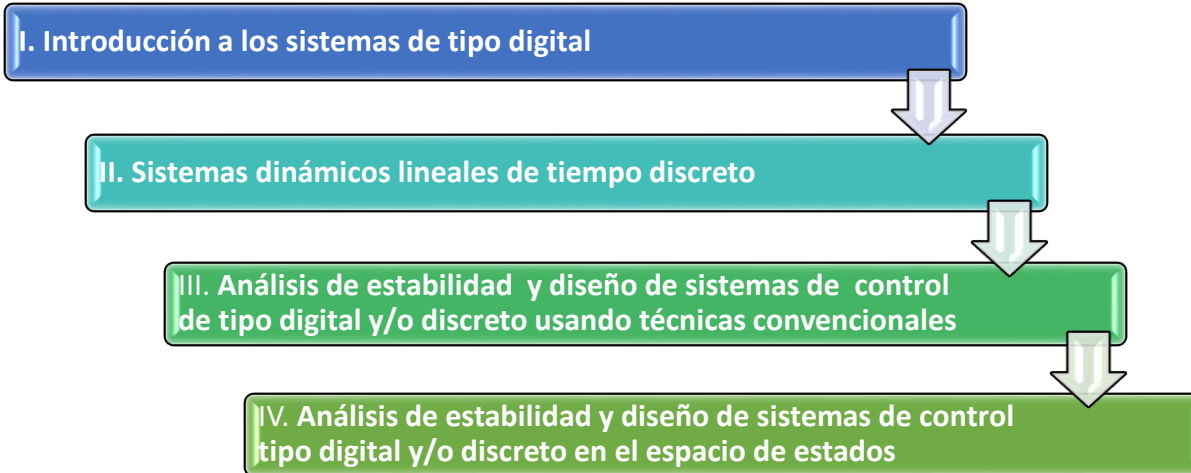 I. Introducción a los sistemas de tipo digital
II. Sistemas dinámicos lineales de tiempo discreto
III. Análisis de estabilidad y diseño de sistemas de control
de tipo digital y/o discreto usando técnicas convencionales
IV. Análisis de estabilidad y diseño de sistemas de control
tipo digital y/o discreto en el espacio de estados